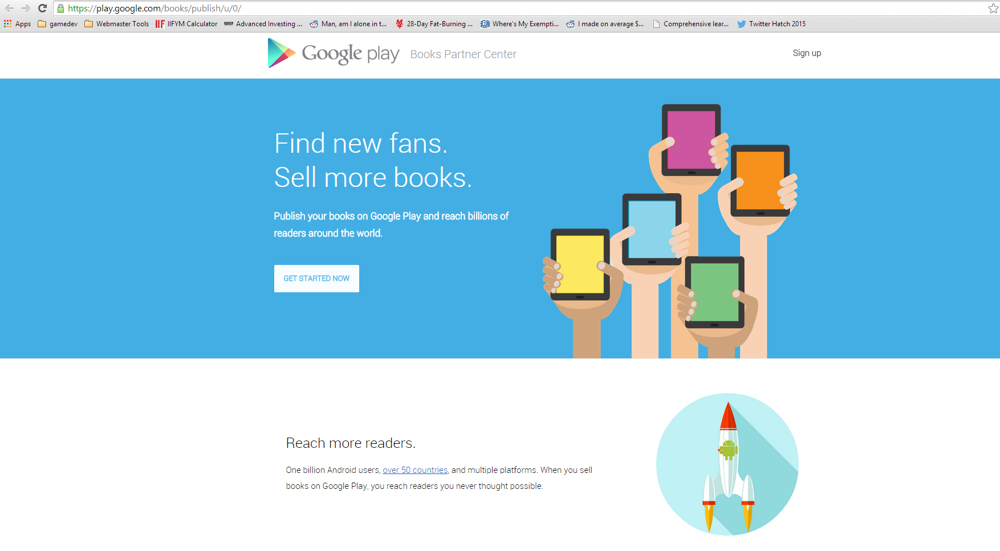 https://play.google.com/books/publish/u/0/
Apps gamedev Webmaster Tools IIFYM Calculator Advanced Investing ... Man, am I alone in t... 28-Day Fat-Burning ... Where's My Exempti... I made on average $... Comprehensive lear... Twitter Hatch 2015
Google play Books Partner Center Sign up
Find new fans.
Sell more books.
Publish your books on Google Play and reach billions of
readers around the world.
GET STARTED NOW
Reach more readers.
One billion Android users, over 50 countries, and multiple platforms. When you sell
books on Google Play, you reach readers you never thought possible.